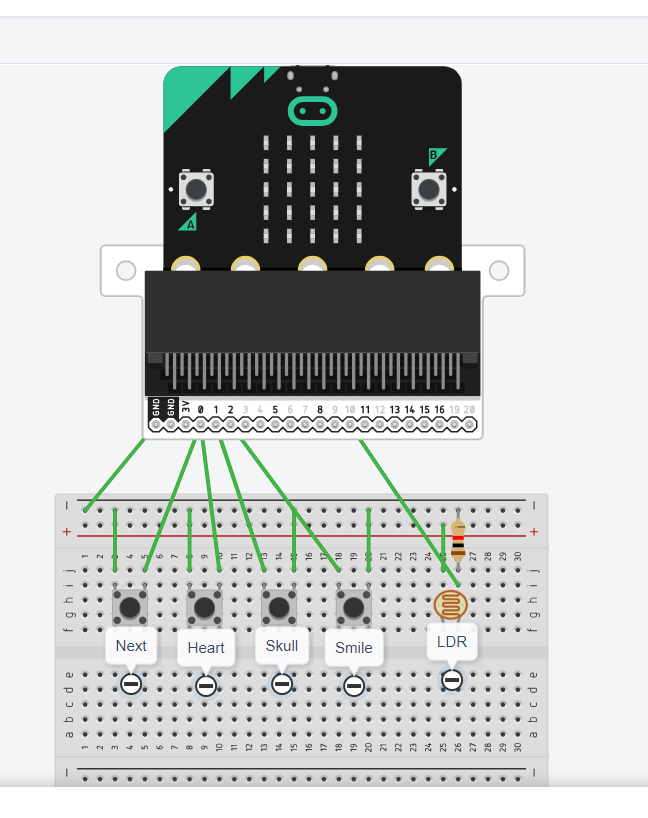 B
A
GND GND 3V 0 1 2 3 4 5 6 7 8 9 10 11 12 13 14 15 16 19 20
− −
+ +
1 2 3 4 5 6 7 8 9 10 11 12 13 14 15 16 17 18 19 20 21 22 23 24 25 26 27 28 29 30
j j
i i
h h
g g
f f
Next Heart Skull Smile LDR
e e
d d
c c
b b
a a
1 2 3 4 5 6 7 8 9 10 11 12 13 14 15 16 17 18 19 20 21 22 23 24 25 26 27 28 29 30
− −